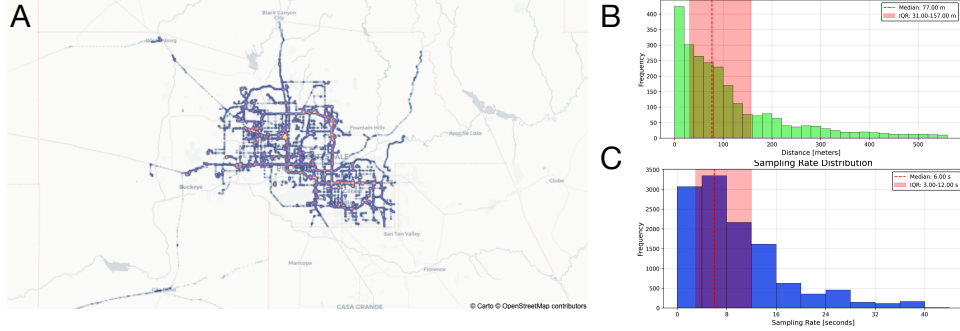 A
Black Canyon
City
Fountain Hills
Apache Lake
Buckeye
Globe
San Tan Valley
Maricopa
Florence
CASA GRANDE
© Carto © OpenStreetMap contributors
B
Median: 77.00 m
IQR: 31.00-157.00 m
Frequency
400
350
300
250
200
150
100
50
0
0
100
200
300
400
500
Distance [meters]
C
Sampling Rate Distribution
Median: 6.00 s
IQR: 3.00-12.00 s
Frequency
3500
3000
2500
2000
1500
1000
500
0
0
8
16
24
32
40
Sampling Rate [seconds]